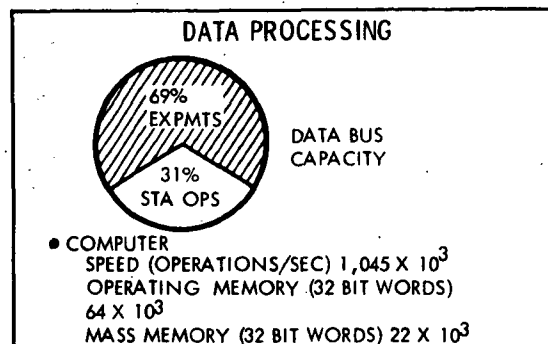 DATA PROCESSING
69%
EXPMTS
DATA BUS
CAPACITY
31%
STA OPS
• COMPUTER
SPEED (OPERATIONS/SEC) 1,045 X 10³
OPERATING MEMORY (32 BIT WORDS)
64 X 10³
MASS MEMORY (32 BIT WORDS) 22 X 10³